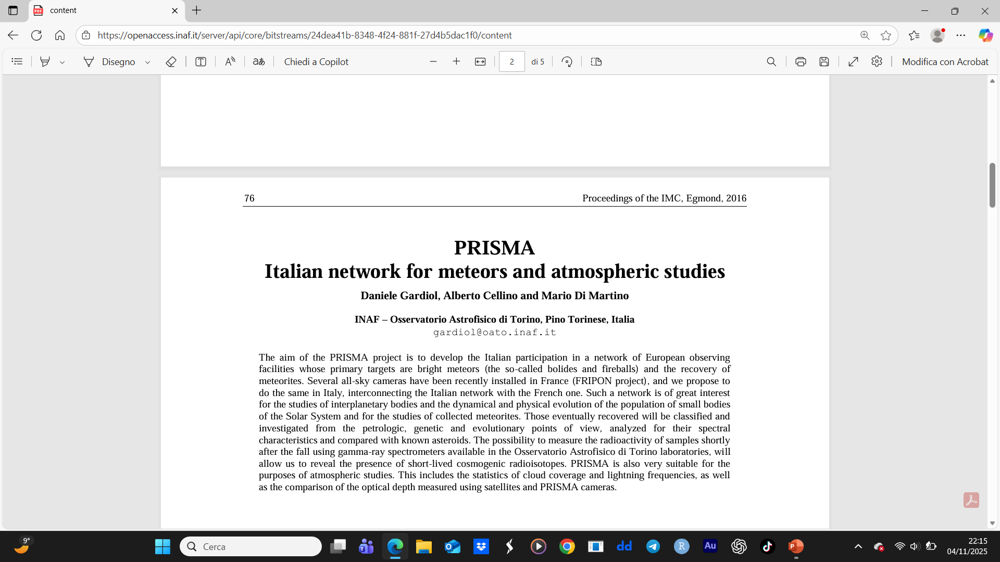 content
https://openaccess.inaf.it/server/api/core/bitstreams/24dea41b-8348-4f24-881f-27d4b5dac1f0/content
Disegno
Chiedi a Copilot
2 di 5
Modifica con Acrobat
76 Proceedings of the IMC, Egmond, 2016
PRISMA
Italian network for meteors and atmospheric studies
Daniele Gardiol, Alberto Cellino and Mario Di Martino
INAF – Osservatorio Astrofisico di Torino, Pino Torinese, Italia
gardiol@oato.inaf.it
The aim of the PRISMA project is to develop the Italian participation in a network of European observing
facilities whose primary targets are bright meteors (the so-called bolides and fireballs) and the recovery of
meteorites. Several all-sky cameras have been recently installed in France (FRIPON project), and we propose to
do the same in Italy, interconnecting the Italian network with the French one. Such a network is of great interest
for the studies of interplanetary bodies and the dynamical and physical evolution of the population of small bodies
of the Solar System and for the studies of collected meteorites. Those eventually recovered will be classified and
investigated from the petrologic, genetic and evolutionary points of view, analyzed for their spectral
characteristics and compared with known asteroids. The possibility to measure the radioactivity of samples shortly
after the fall using gamma-ray spectrometers available in the Osservatorio Astrofisico di Torino laboratories, will
allow us to reveal the presence of short-lived cosmogenic radioisotopes. PRISMA is also very suitable for the
purposes of atmospheric studies. This includes the statistics of cloud coverage and lightning frequencies, as well
as the comparison of the optical depth measured using satellites and PRISMA cameras.
9°
Cerca
dd
R
Au
22:15
04/11/2025